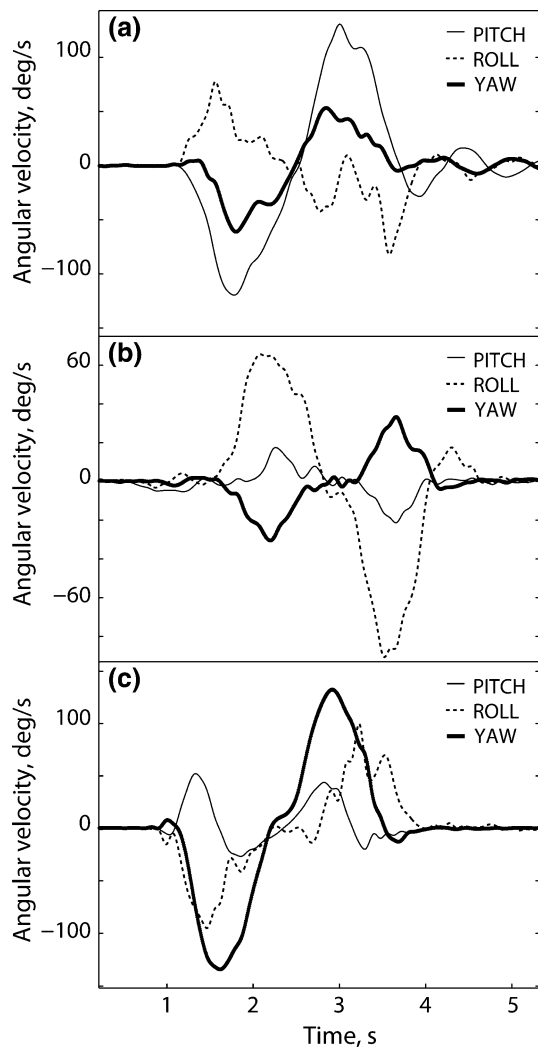 (a)
PITCH
ROLL
YAW
Angular velocity, deg/s
100
0
−100
(b)
PITCH
ROLL
YAW
Angular velocity, deg/s
60
0
−60
(c)
PITCH
ROLL
YAW
Angular velocity, deg/s
100
0
−100
1 2 3 4 5
Time, s